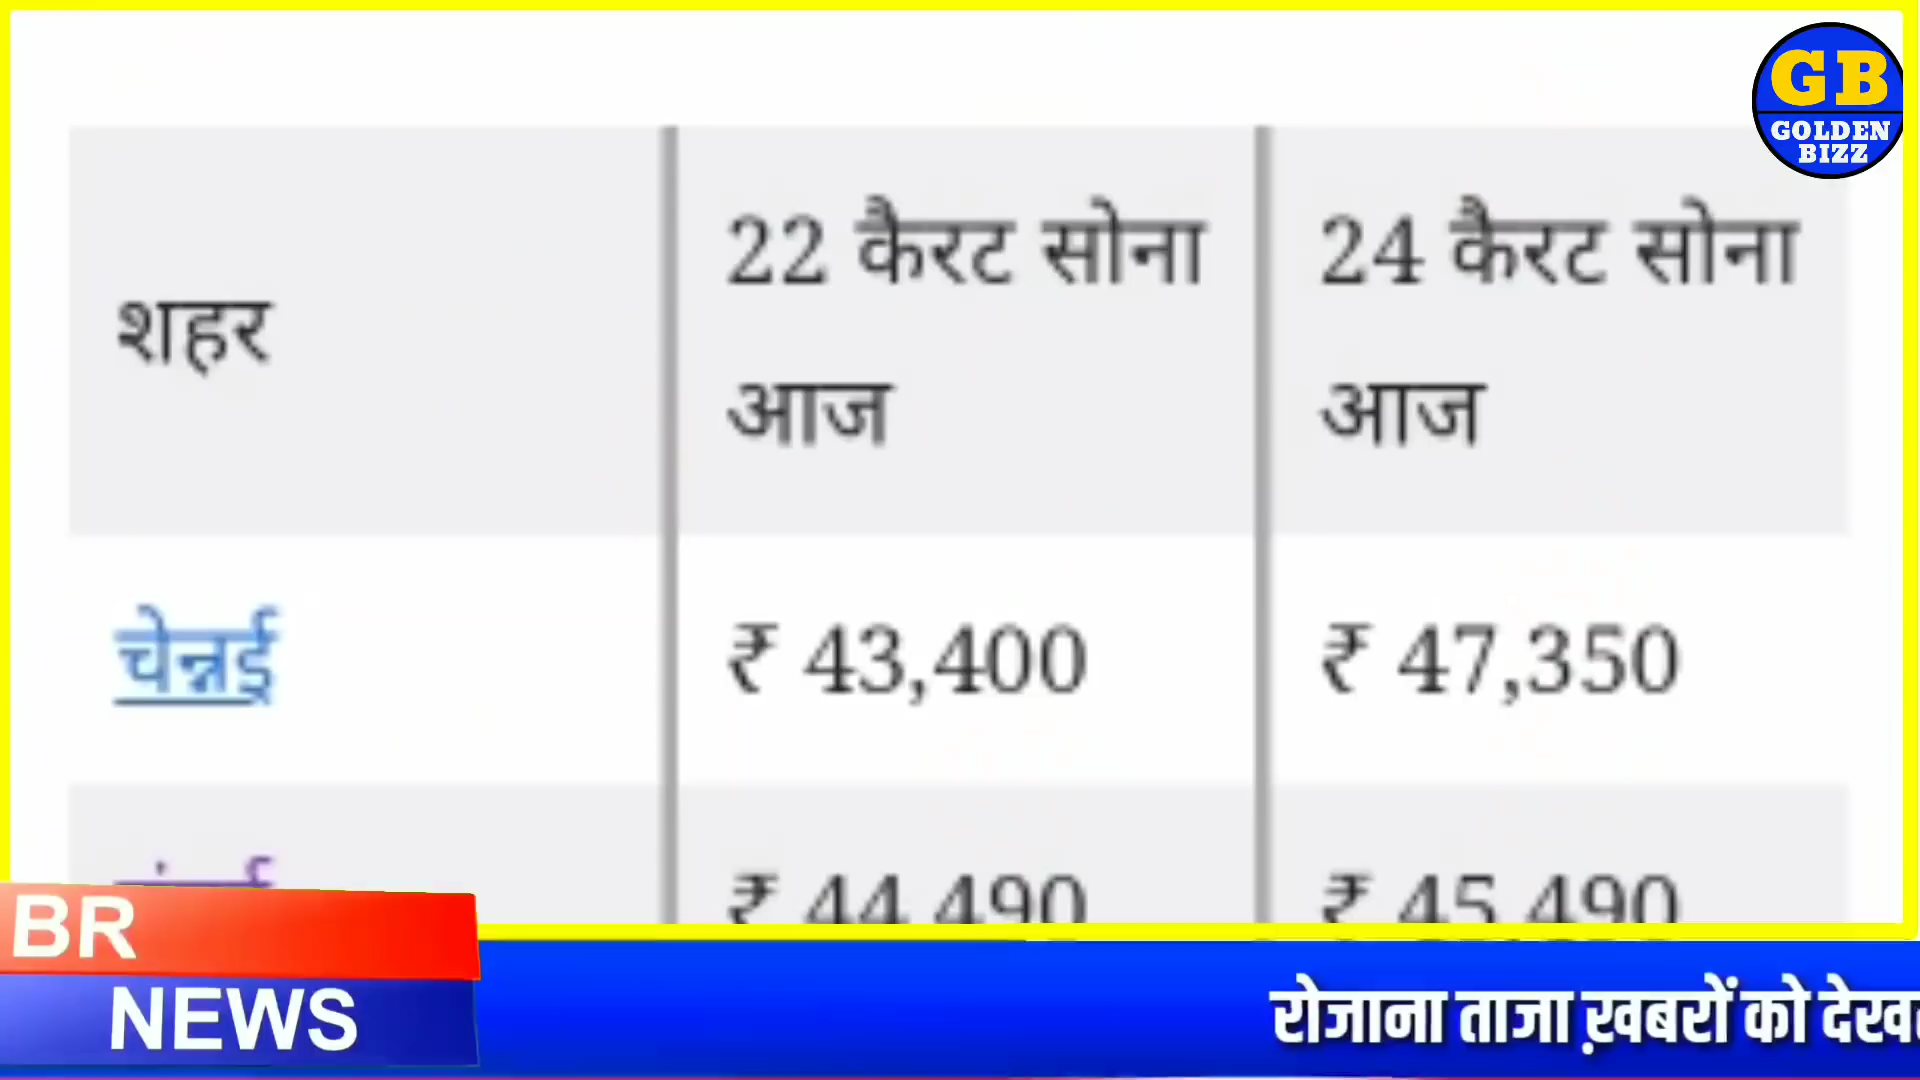 GB
GOLDEN
BIZZ
शहर
22 कैरट सोना
आज
24 कैरट सोना
आज
चेन्नई
₹ 43,400
₹ 47,350
₹ 44,490
₹ 45,490
BR
NEWS
रोजाना ताजा ख़बरों को